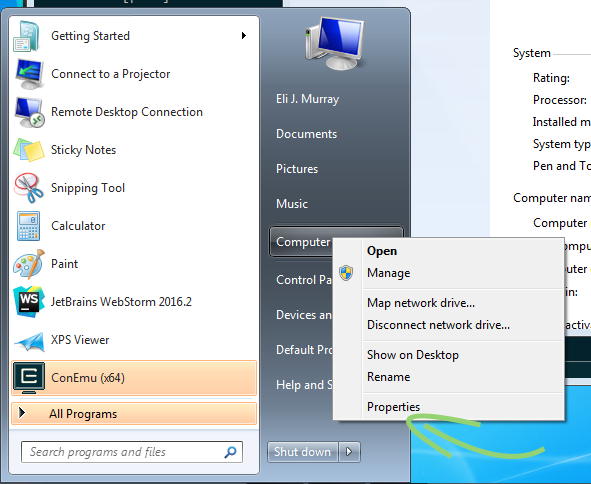 Getting Started
Connect to a Projector
Remote Desktop Connection
Sticky Notes
Snipping Tool
Calculator
Paint
WS JetBrains WebStorm 2016.2
XPS Viewer
ConEmu (x64)
All Programs
Search programs and files
Eli J. Murray
Documents
Pictures
Music
Computer
Control Pa
Devices an
Default Pro
Help and S
Shut down
Open
Manage
Map network drive...
Disconnect network drive...
Show on Desktop
Rename
Properties
System
Rating:
Processor:
Installed m
System typ
Pen and To
Computer nam
Computer
in:
activa